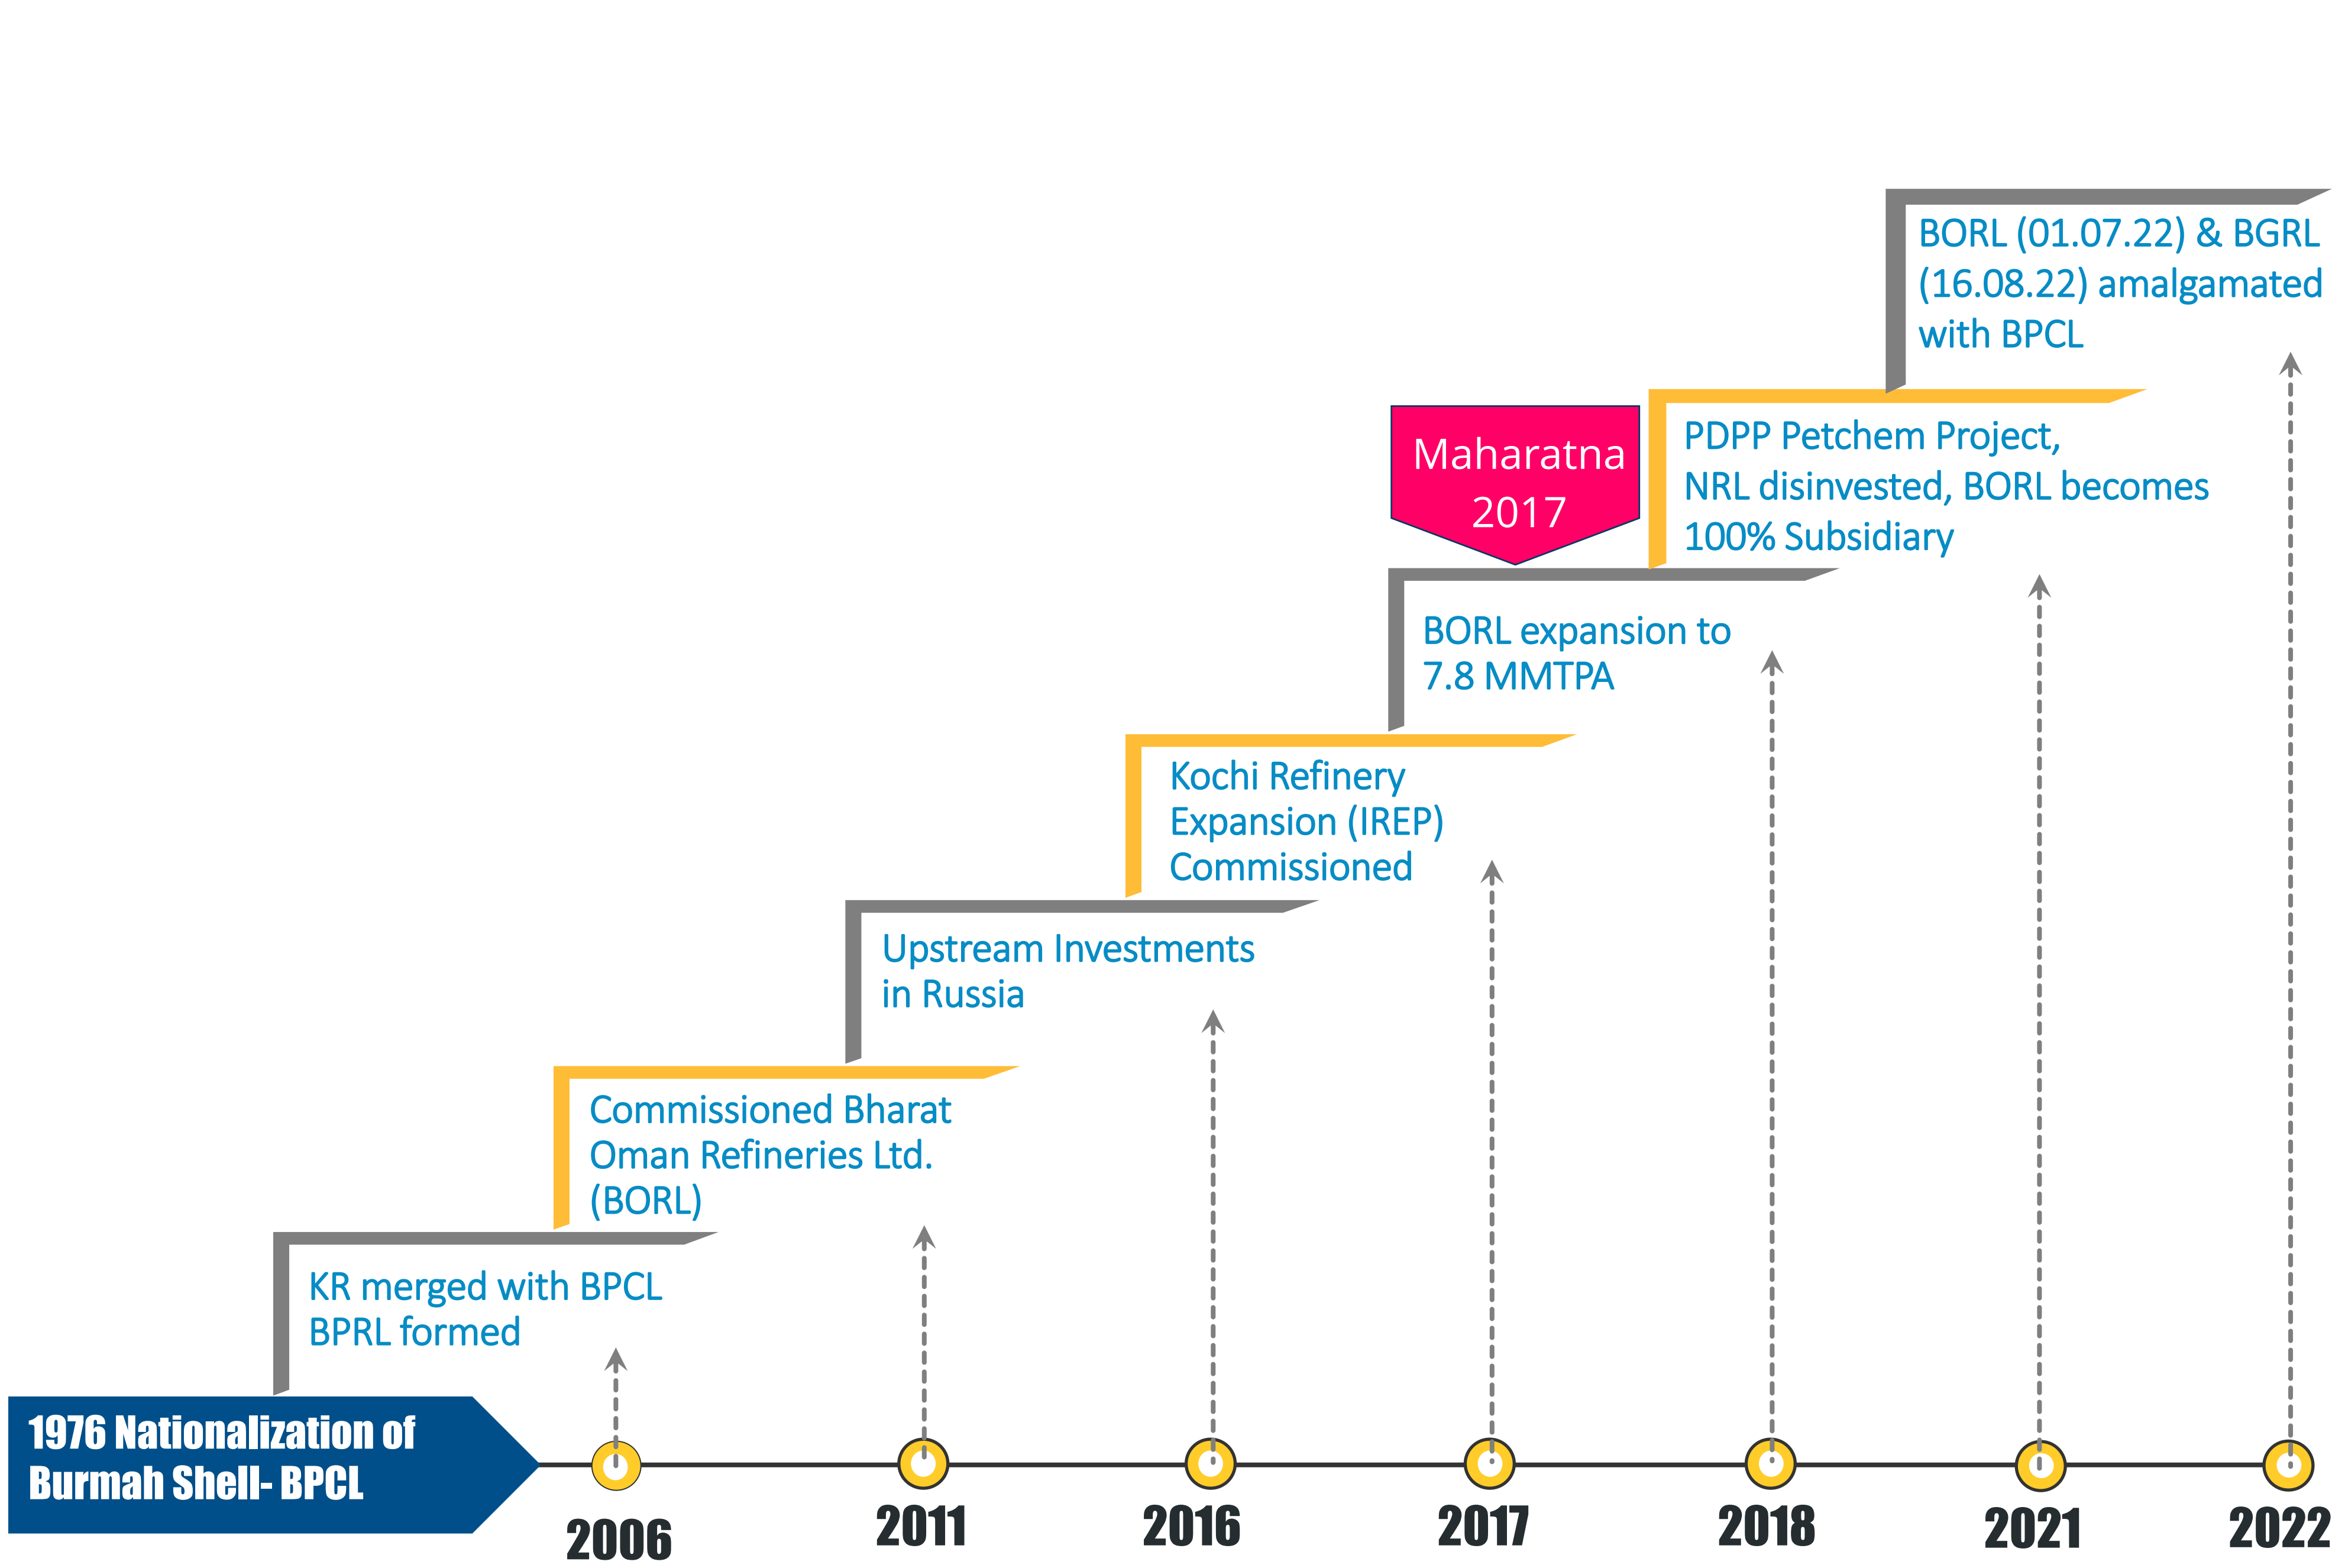 BORL (01.07.22) & BGRL
(16.08.22) amalgamated
with BPCL
Maharatna
2017
PDPP Petchem Project,
NRL disinvested, BORL becomes
100% Subsidiary
BORL expansion to
7.8 MMTPA
Kochi Refinery
Expansion (IREP)
Commissioned
Upstream Investments
in Russia
Commissioned Bharat
Oman Refineries Ltd.
(BORL)
KR merged with BPCL
BPRL formed
1976 Nationalization of
Burmah Shell- BPCL
2006
2011
2016
2017
2018
2021
2022